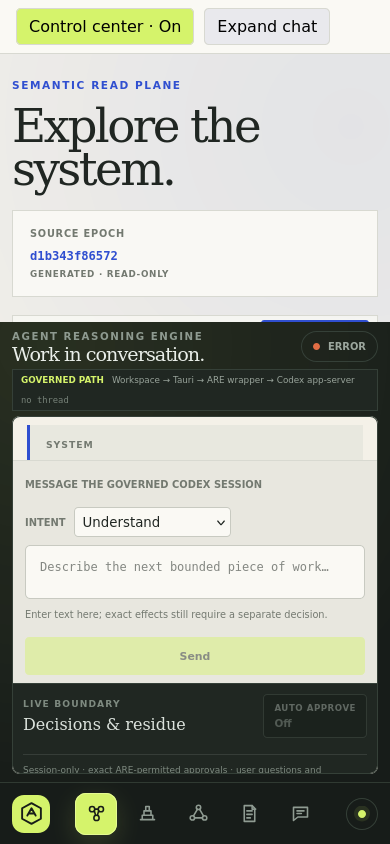 Control center · On
Expand chat
SEMANTIC READ PLANE
Explore the
system.
SOURCE EPOCH
d1b343f86572
GENERATED · READ-ONLY
AGENT REASONING ENGINE
Work in conversation.
ERROR
GOVERNED PATH Workspace → Tauri → ARE wrapper → Codex app-server
no thread
SYSTEM
MESSAGE THE GOVERNED CODEX SESSION
INTENT Understand
Describe the next bounded piece of work…
Enter text here; exact effects still require a separate decision.
Send
LIVE BOUNDARY
Decisions & residue
AUTO APPROVE
Off
Session-only · exact ARE-permitted approvals · user questions and